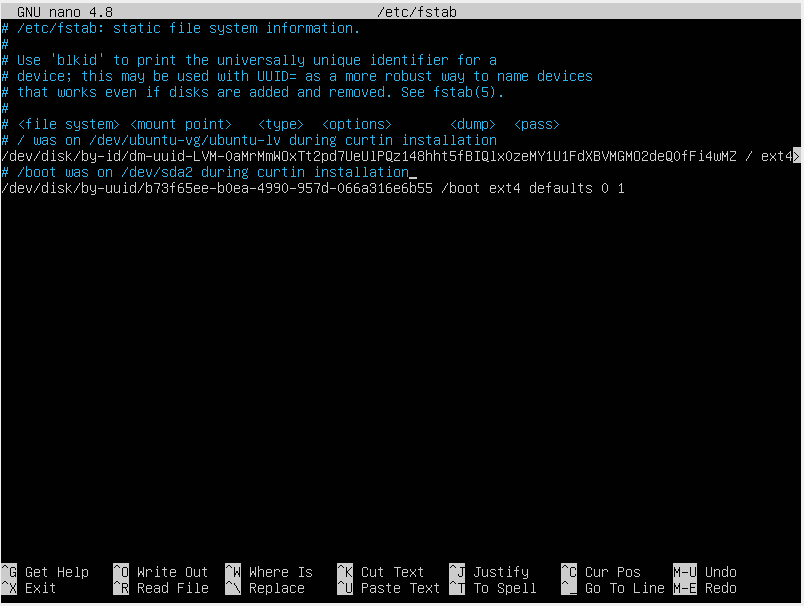 GNU nano 4.8 /etc/fstab
# /etc/fstab: static file system information.
#
# Use 'blkid' to print the universally unique identifier for a
# device; this may be used with UUID= as a more robust way to name devices
# that works even if disks are added and removed. See fstab(5).
#
# <file system> <mount point> <type> <options> <dump> <pass>
# / was on /dev/ubuntu-vg/ubuntu-lv during curtin installation
/dev/disk/by-id/dm-uuid-LVM-0aMrMmWOxTt2pd7UeUlPQz148hht5fBIQlx0zeMY1U1FdXBVMGMO2deQ0fFi4wMZ / ext4>
# /boot was on /dev/sda2 during curtin installation_
/dev/disk/by-uuid/b73f65ee-b0ea-4990-957d-066a316e6b55 /boot ext4 defaults 0 1
^G Get Help ^O Write Out ^W Where Is ^K Cut Text ^J Justify ^C Cur Pos M-U Undo
^X Exit ^R Read File ^\ Replace ^U Paste Text ^T To Spell ^_ Go To Line M-E Redo